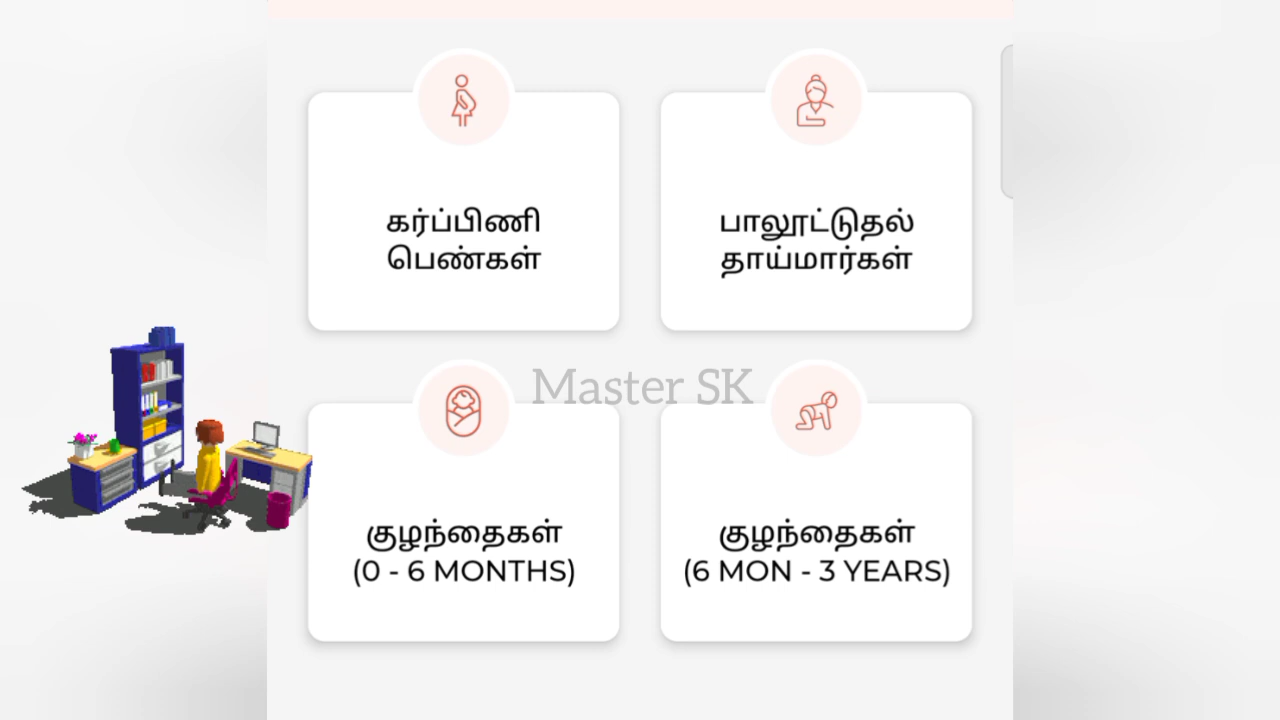 கர்ப்பிணி
பெண்கள்
பாலூட்டுதல்
தாய்மார்கள்
Master SK
குழந்தைகள்
(0 - 6 MONTHS)
குழந்தைகள்
(6 MON - 3 YEARS)